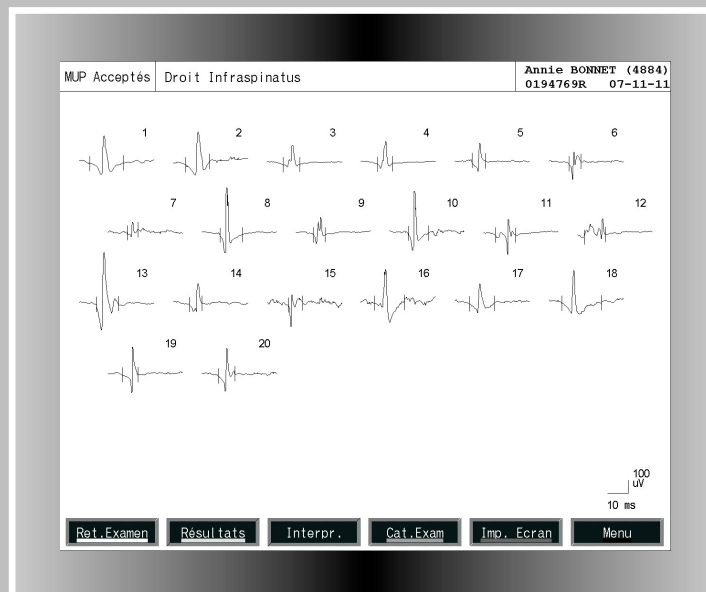 MUP Acceptés Droit Infraspinatus Annie BONNET (4884)
0194769R 07-11-11
1 2 3 4 5 6
7 8 9 10 11 12
13 14 15 16 17 18
19 20
100
uV
10 ms
Ret.Examen Résultats Interpr. Cat.Exam Imp. Ecran Menu